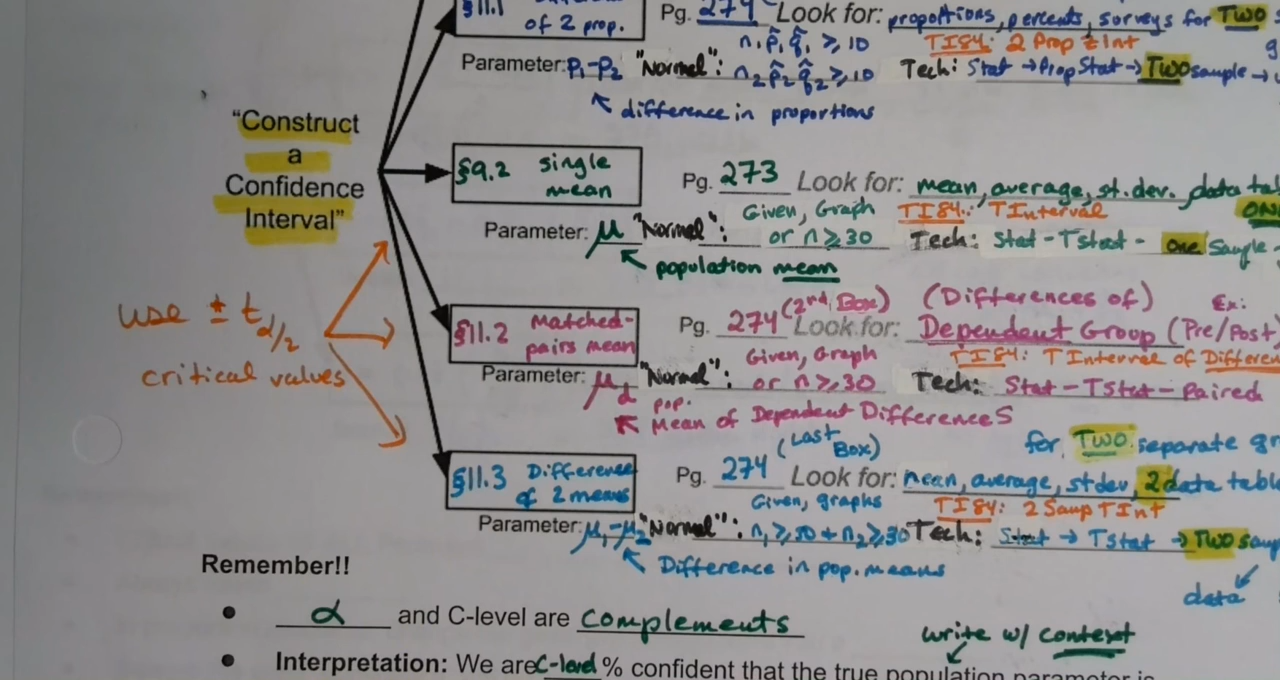 §11.1
of 2 prop.
Pg. 274 Look for: proportions, percents, surveys for Two
n₁p̂₁q̂₁ ≥ 10
TI84: 2 Prop Z Int
Parameter: p₁-p₂ "Normal": n₂p̂₂q̂₂ ≥ 10 Tech: Stat → Prop Stat → Two sample →
difference in proportions
"Construct
a
Confidence
Interval"
§9.2 single
mean
Pg. 273 Look for: mean, average, st. dev., data
Given, Graph
TI84: TInterval
Parameter: μ "Normal": or n ≥ 30 Tech: Stat - Tstat - one sample
population mean
use ± t α/2
critical values
§11.2 Matched-
pairs mean
(2nd Box) (Differences of) Ex:
Pg. 274 Look for: Dependent Group (Pre/Post)
Given, Graph
TI84: TInterval of
Parameter: μd "Normal": or n ≥ 30 Tech: Stat - Tstat - Paired
pop.
Mean of Dependent Differences
§11.3 Difference
of 2 means
(Last
Box)
for Two separate
Pg. 274 Look for: mean, average, st dev, 2 data
Given, graphs
TI84: 2 Samp TInt
Parameter: μ₁-μ₂ "Normal": n₁ ≥ 30 + n₂ ≥ 30 Tech: Stat → Tstat → Two
Difference in pop. means
data
Remember!!
• α and C-level are complements
write w/ context
• Interpretation: We are C-level % confident that the true population parameter is